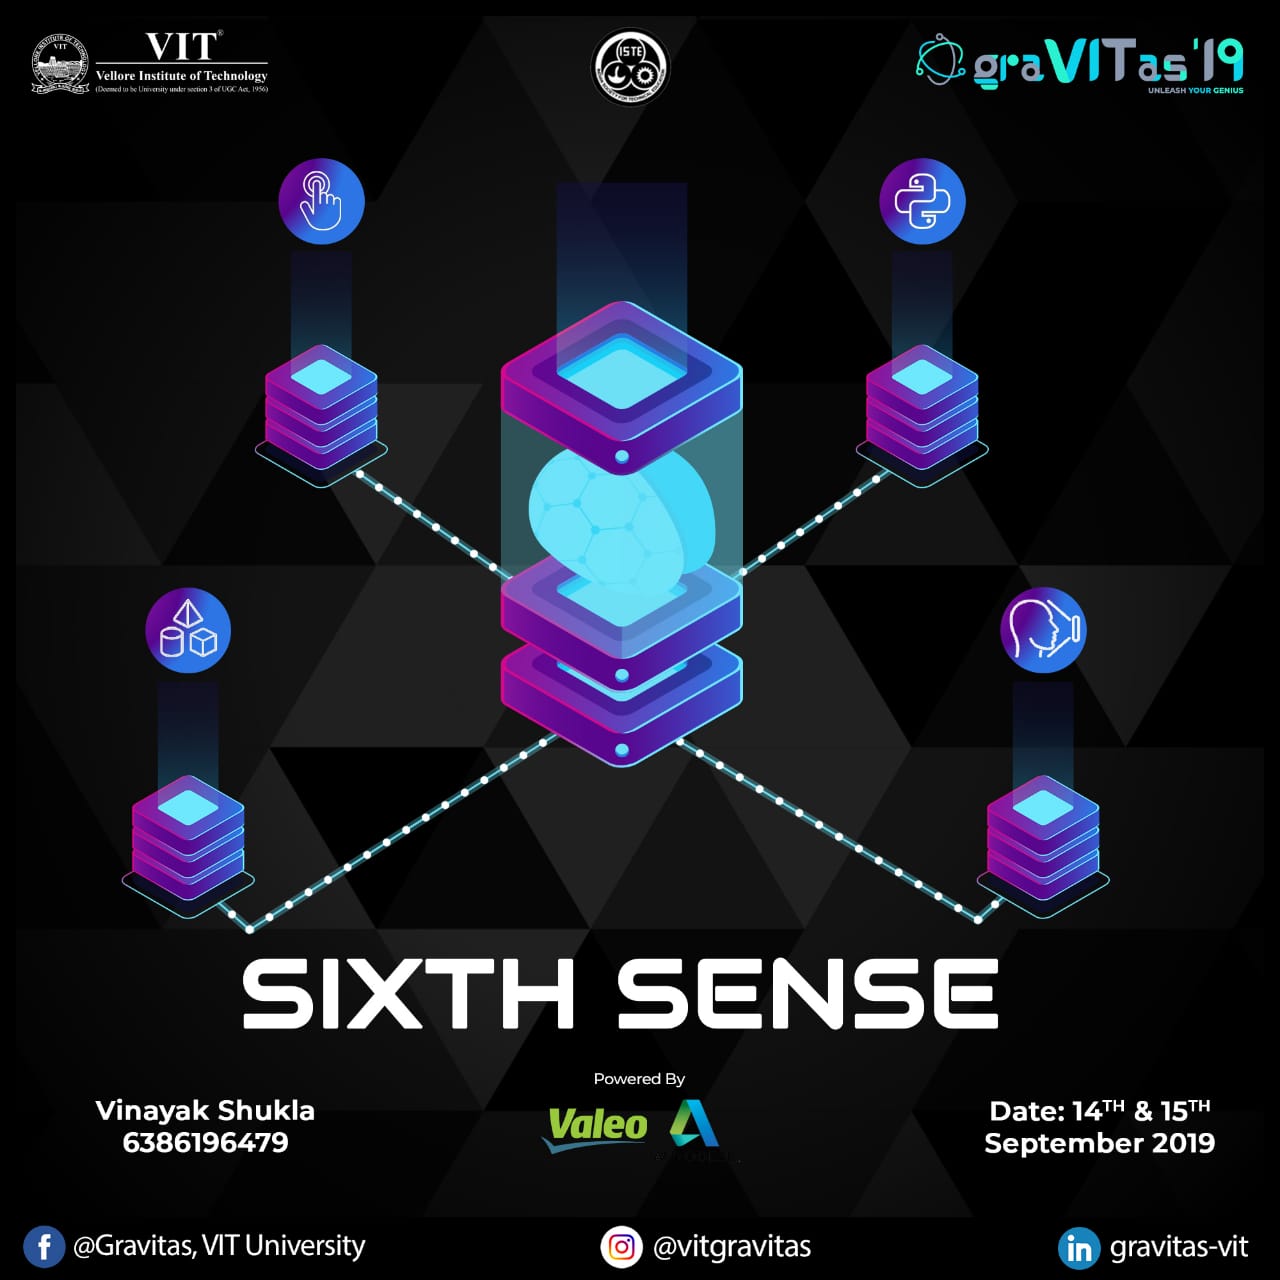 VIT®
Vellore Institute of Technology
(Deemed to be University under section 3 of UGC Act, 1956)
VIT
ISTE
graVITas'19
UNLEASH YOUR GENIUS
SIXTH SENSE
Powered By
Valeo
Vinayak Shukla
6386196479
Date: 14TH & 15TH
September 2019
@Gravitas, VIT University
@vitgravitas
in gravitas-vit